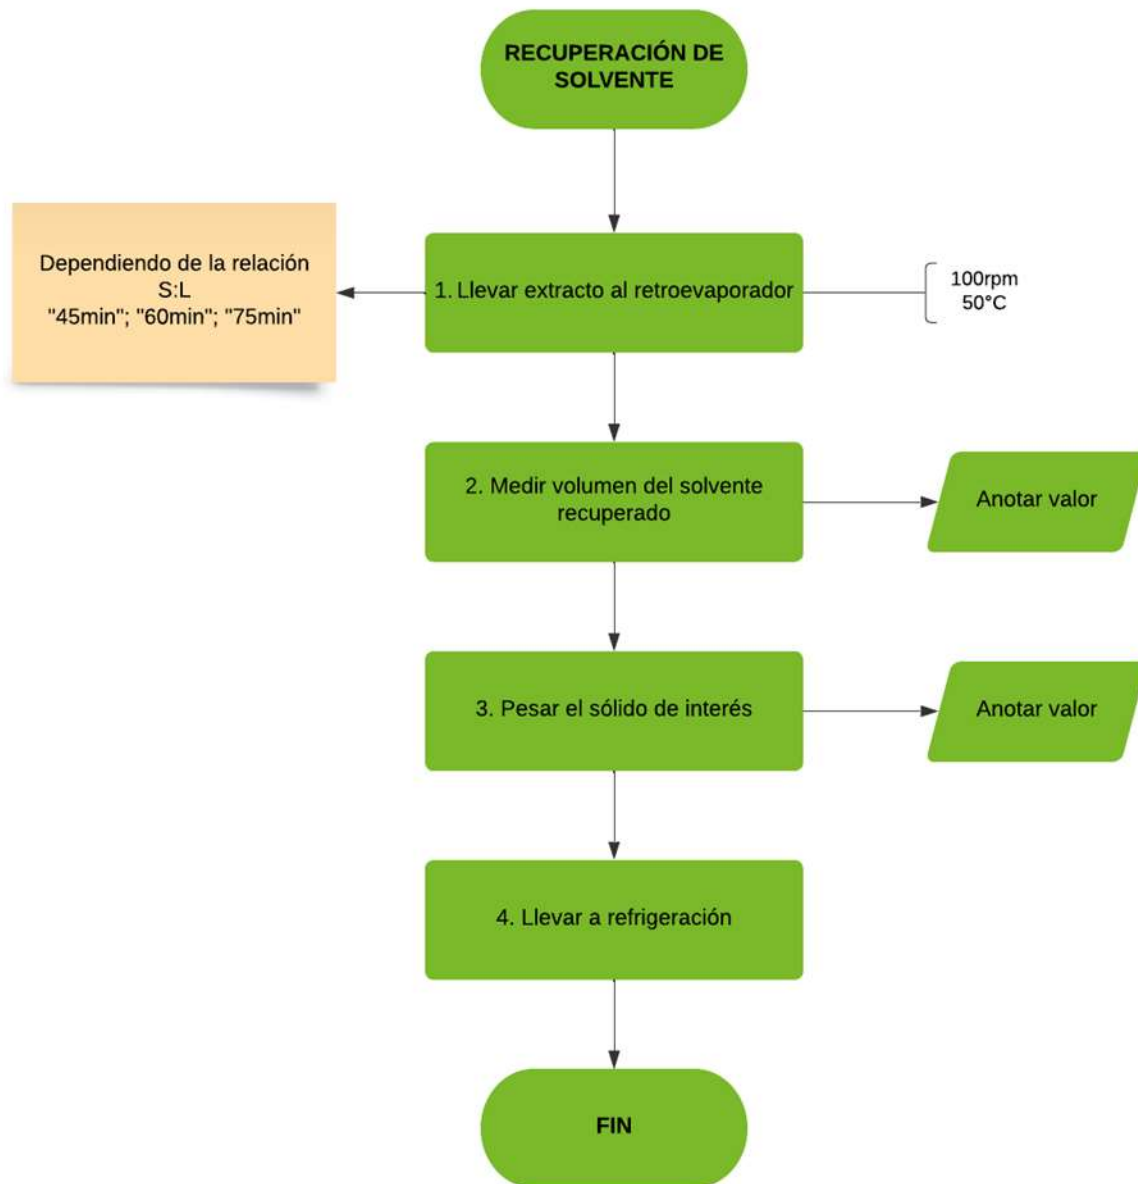 RECUPERACIÓN DE
SOLVENTE
Dependiendo de la relación
S:L
"45min"; "60min"; "75min"
1. Llevar extracto al retroevaporador
100rpm
50°C
2. Medir volumen del solvente
recuperado
Anotar valor
3. Pesar el sólido de interés
Anotar valor
4. Llevar a refrigeración
FIN